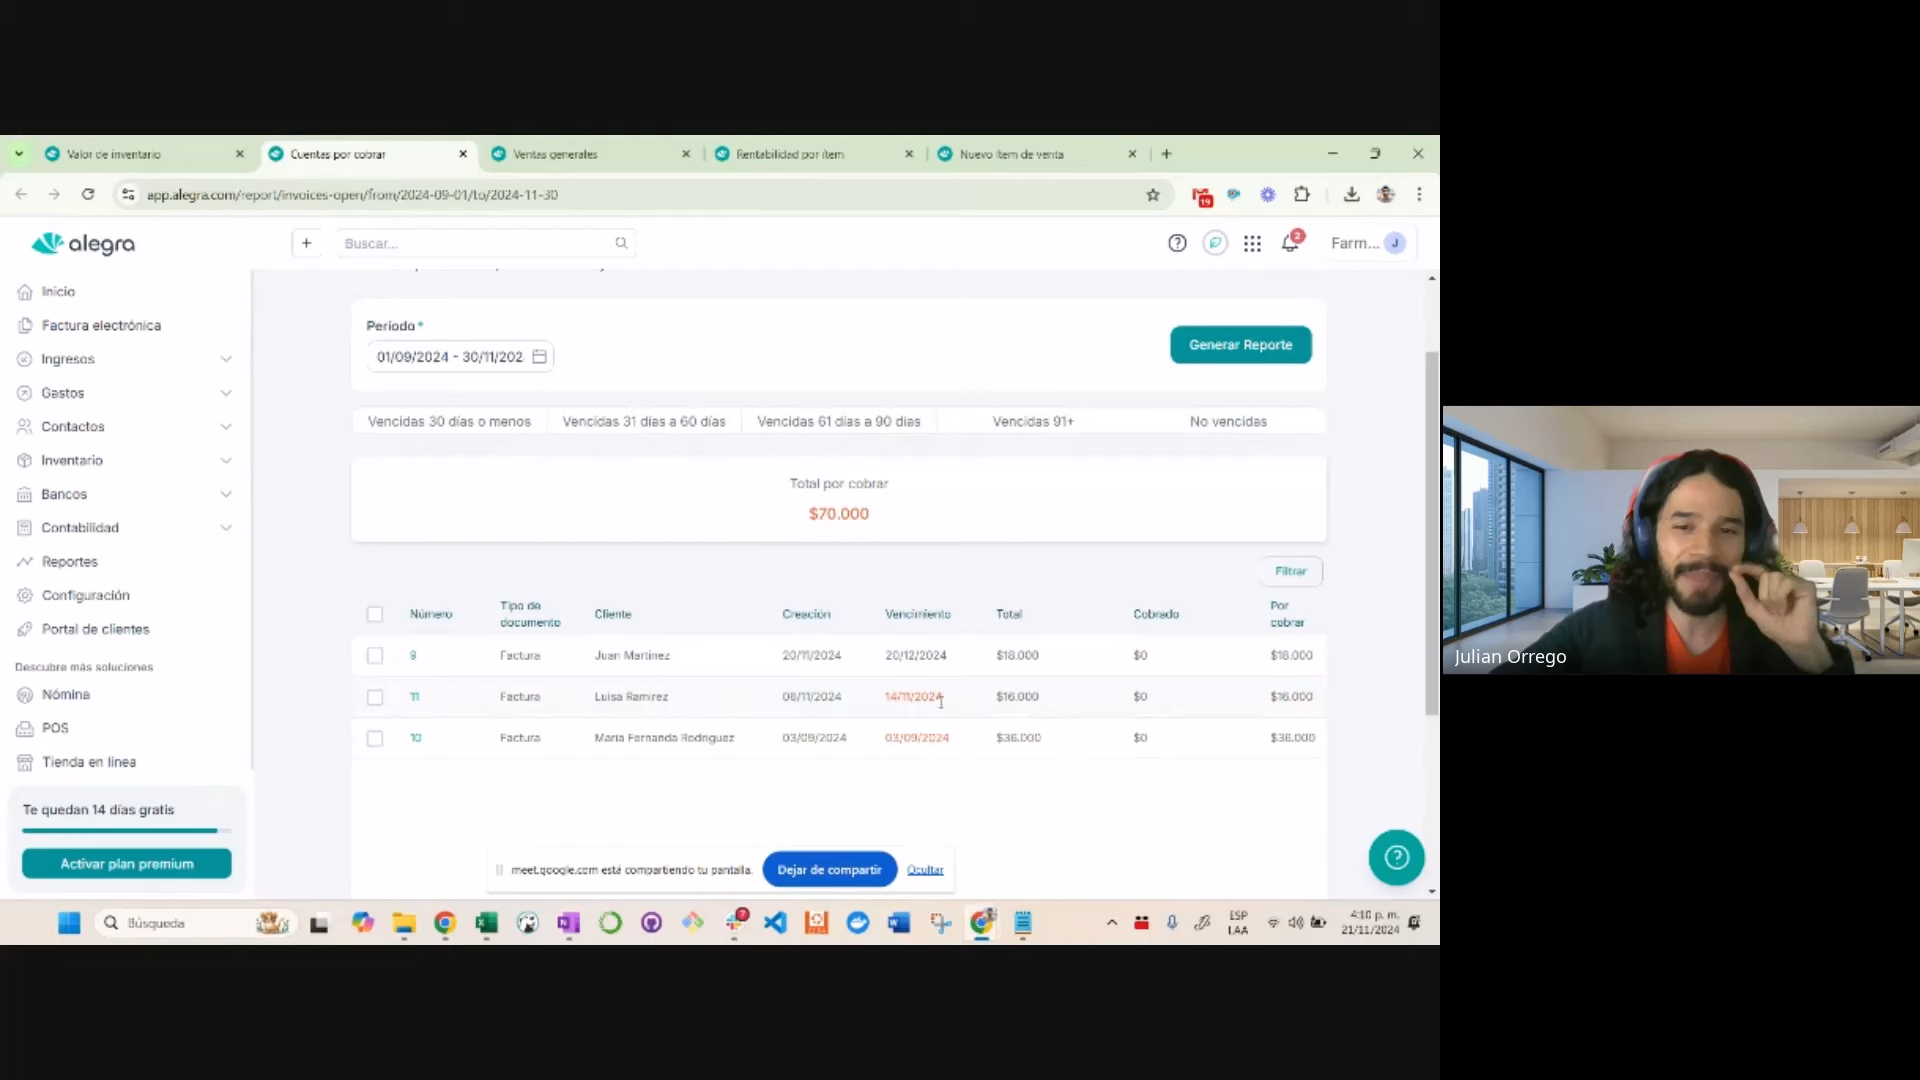 Valor de inventario
Cuentas por cobrar
Ventas generales
Rentabilidad por ítem
Nuevo ítem de venta
app.alegra.com/report/invoices-open/from/2024-09-01/to/2024-11-30
19
alegra
Buscar...
2
Farm...
J
Inicio
Factura electrónica
Ingresos
Gastos
Contactos
Inventario
Bancos
Contabilidad
Reportes
Configuración
Portal de clientes
Descubre más soluciones
Nómina
POS
Tienda en línea
Te quedan 14 días gratis
Activar plan premium
Periodo *
01/09/2024 - 30/11/202
Generar Reporte
Vencidas 30 días o menos
Vencidas 31 días a 60 días
Vencidas 61 días a 90 días
Vencidas 91+
No vencidas
Total por cobrar
$70.000
Filtrar
Número
Tipo de documento
Cliente
Creación
Vencimiento
Total
Cobrado
Por cobrar
9 Factura Juan Martinez 20/11/2024 20/12/2024 $18.000 $0 $18.000
11 Factura Luisa Ramirez 06/11/2024 14/11/2024 $16.000 $0 $16.000
10 Factura Maria Fernanda Rodriguez 03/09/2024 03/09/2024 $36.000 $0 $36.000
meet.google.com está compartiendo tu pantalla.
Dejar de compartir
Ocultar
Búsqueda
ESP
LAA
4:10 p. m.
21/11/2024
Julian Orrego